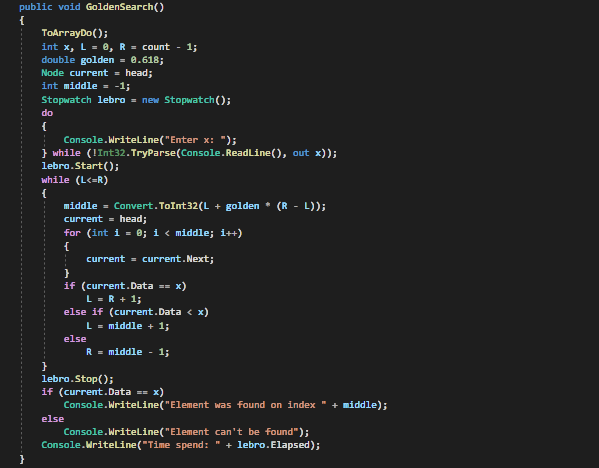 public void GoldenSearch()
{
ToArrayDo();
int x, L = 0, R = count - 1;
double golden = 0.618;
Node current = head;
int middle = -1;
Stopwatch lebro = new Stopwatch();
do
{
Console.WriteLine("Enter x: ");
} while (!Int32.TryParse(Console.ReadLine(), out x));
lebro.Start();
while (L<=R)
{
middle = Convert.ToInt32(L + golden * (R - L));
current = head;
for (int i = 0; i < middle; i++)
{
current = current.Next;
}
if (current.Data == x)
L = R + 1;
else if (current.Data < x)
L = middle + 1;
else
R = middle - 1;
}
lebro.Stop();
if (current.Data == x)
Console.WriteLine("Element was found on index " + middle);
else
Console.WriteLine("Element can't be found");
Console.WriteLine("Time spend: " + lebro.Elapsed);
}